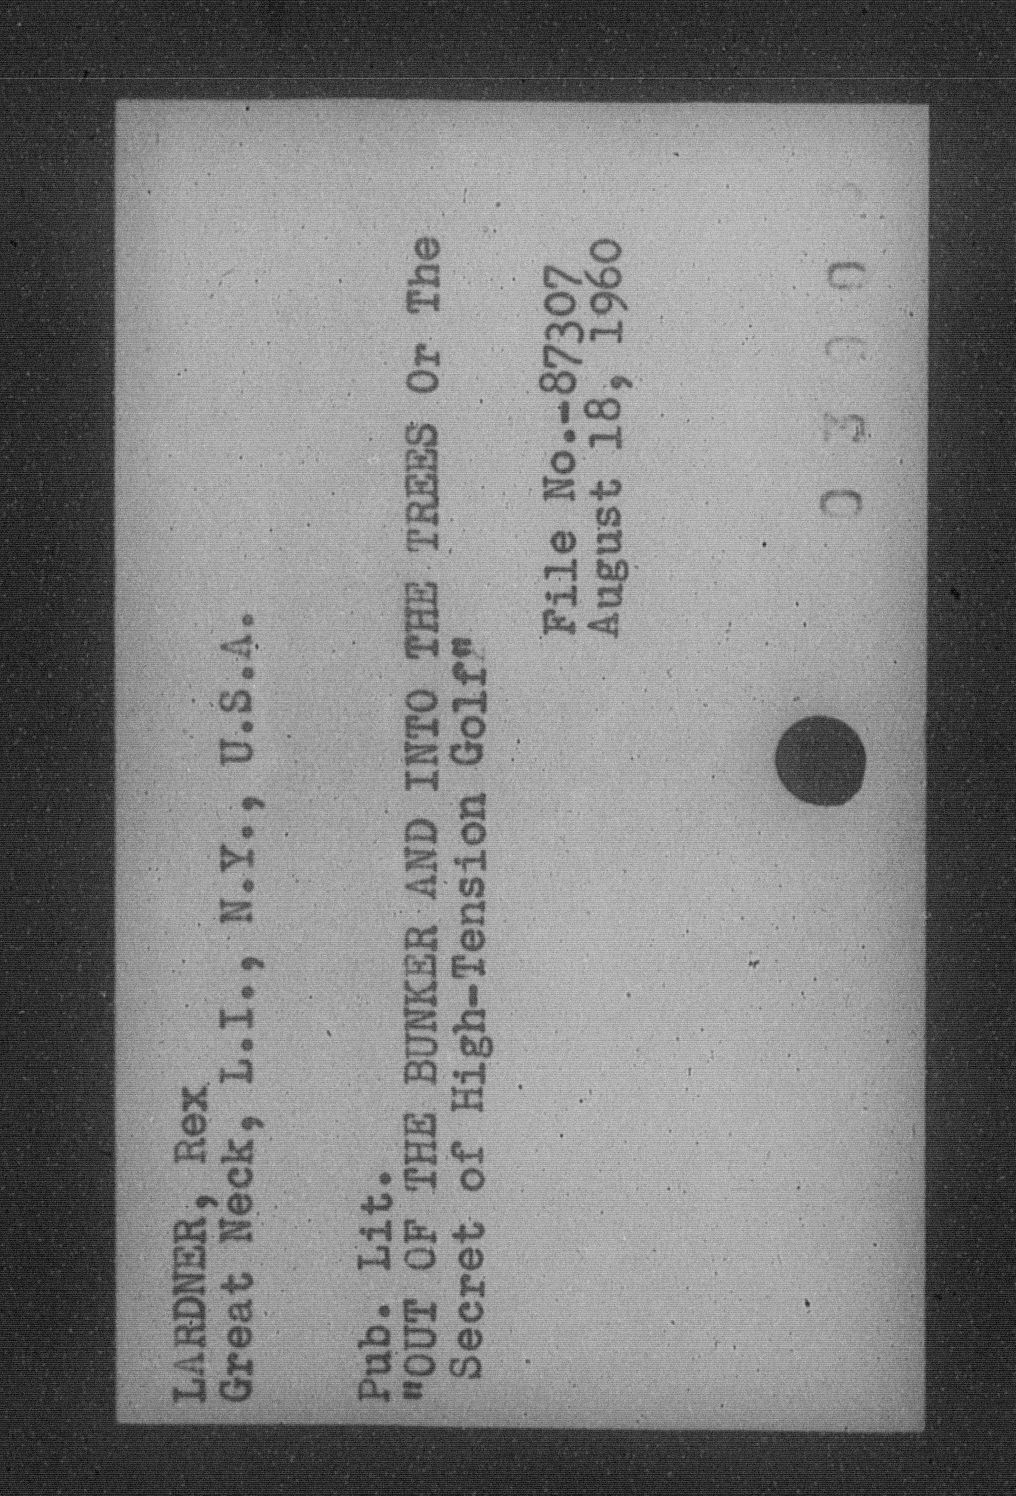 LARDNER, Rex
Great Neck, L.I., N.Y., U.S.A.
Pub. Lit.
"OUT OF THE BUNKER AND INTO THE TREES Or The
Secret of High-Tension Golf"
File No.-87307
August 18, 1960